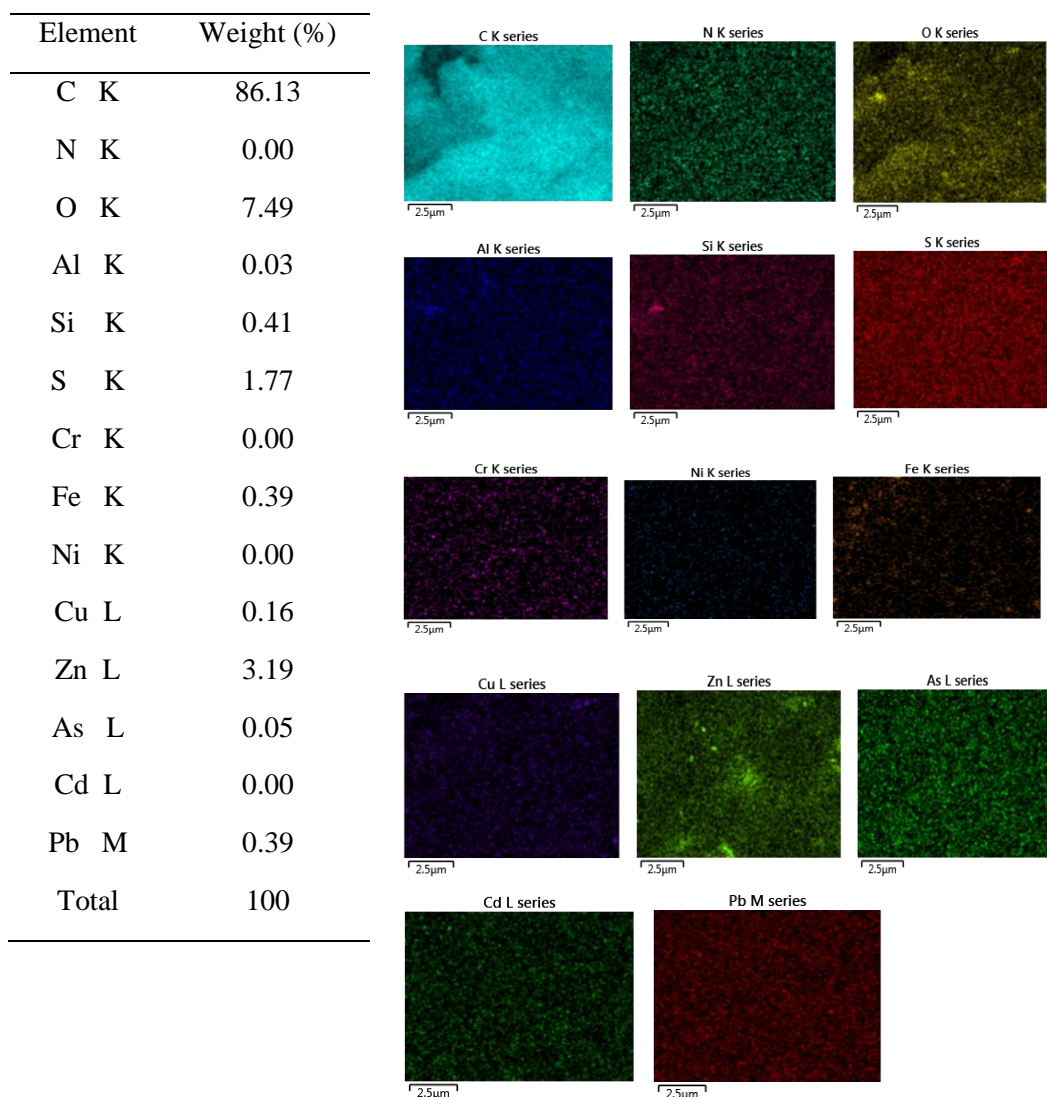 Element Weight (%)
C K 86.13
N K 0.00
O K 7.49
Al K 0.03
Si K 0.41
S K 1.77
Cr K 0.00
Fe K 0.39
Ni K 0.00
Cu L 0.16
Zn L 3.19
As L 0.05
Cd L 0.00
Pb M 0.39
Total 100
C K series
N K series
O K series
2.5µm
2.5µm
2.5µm
Al K series
Si K series
S K series
2.5µm
2.5µm
2.5µm
Cr K series
Ni K series
Fe K series
2.5µm
2.5µm
2.5µm
Cu L series
Zn L series
As L series
2.5µm
2.5µm
2.5µm
Cd L series
Pb M series
2.5µm
2.5µm